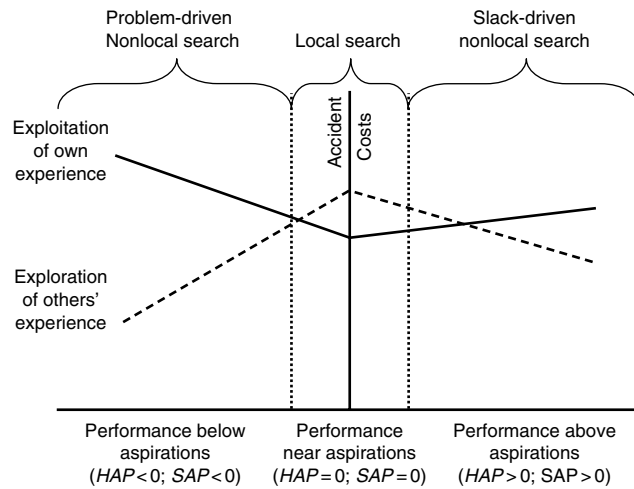 Problem-driven
Nonlocal search
Local search
Slack-driven
nonlocal search
Exploitation
of own
experience
Accident
Costs
Exploration
of others’
experience
Performance below
aspirations
(HAP<0; SAP<0)
Performance
near aspirations
(HAP=0; SAP=0)
Performance above
aspirations
(HAP>0; SAP>0)